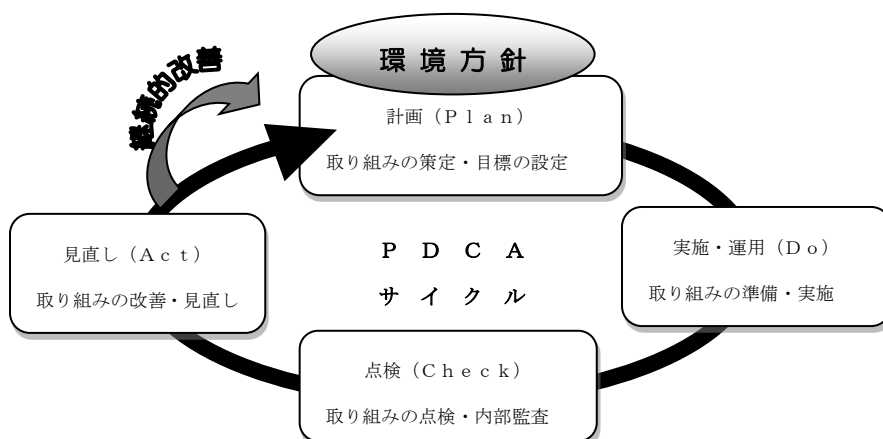 環境方針
継続的改善
計画（Ｐｌａｎ）
取り組みの策定・目標の設定
見直し（Ａｃｔ）
取り組みの改善・見直し
ＰＤＣＡ
サイクル
実施・運用（Ｄｏ）
取り組みの準備・実施
点検（Ｃｈｅｃｋ）
取り組みの点検・内部監査